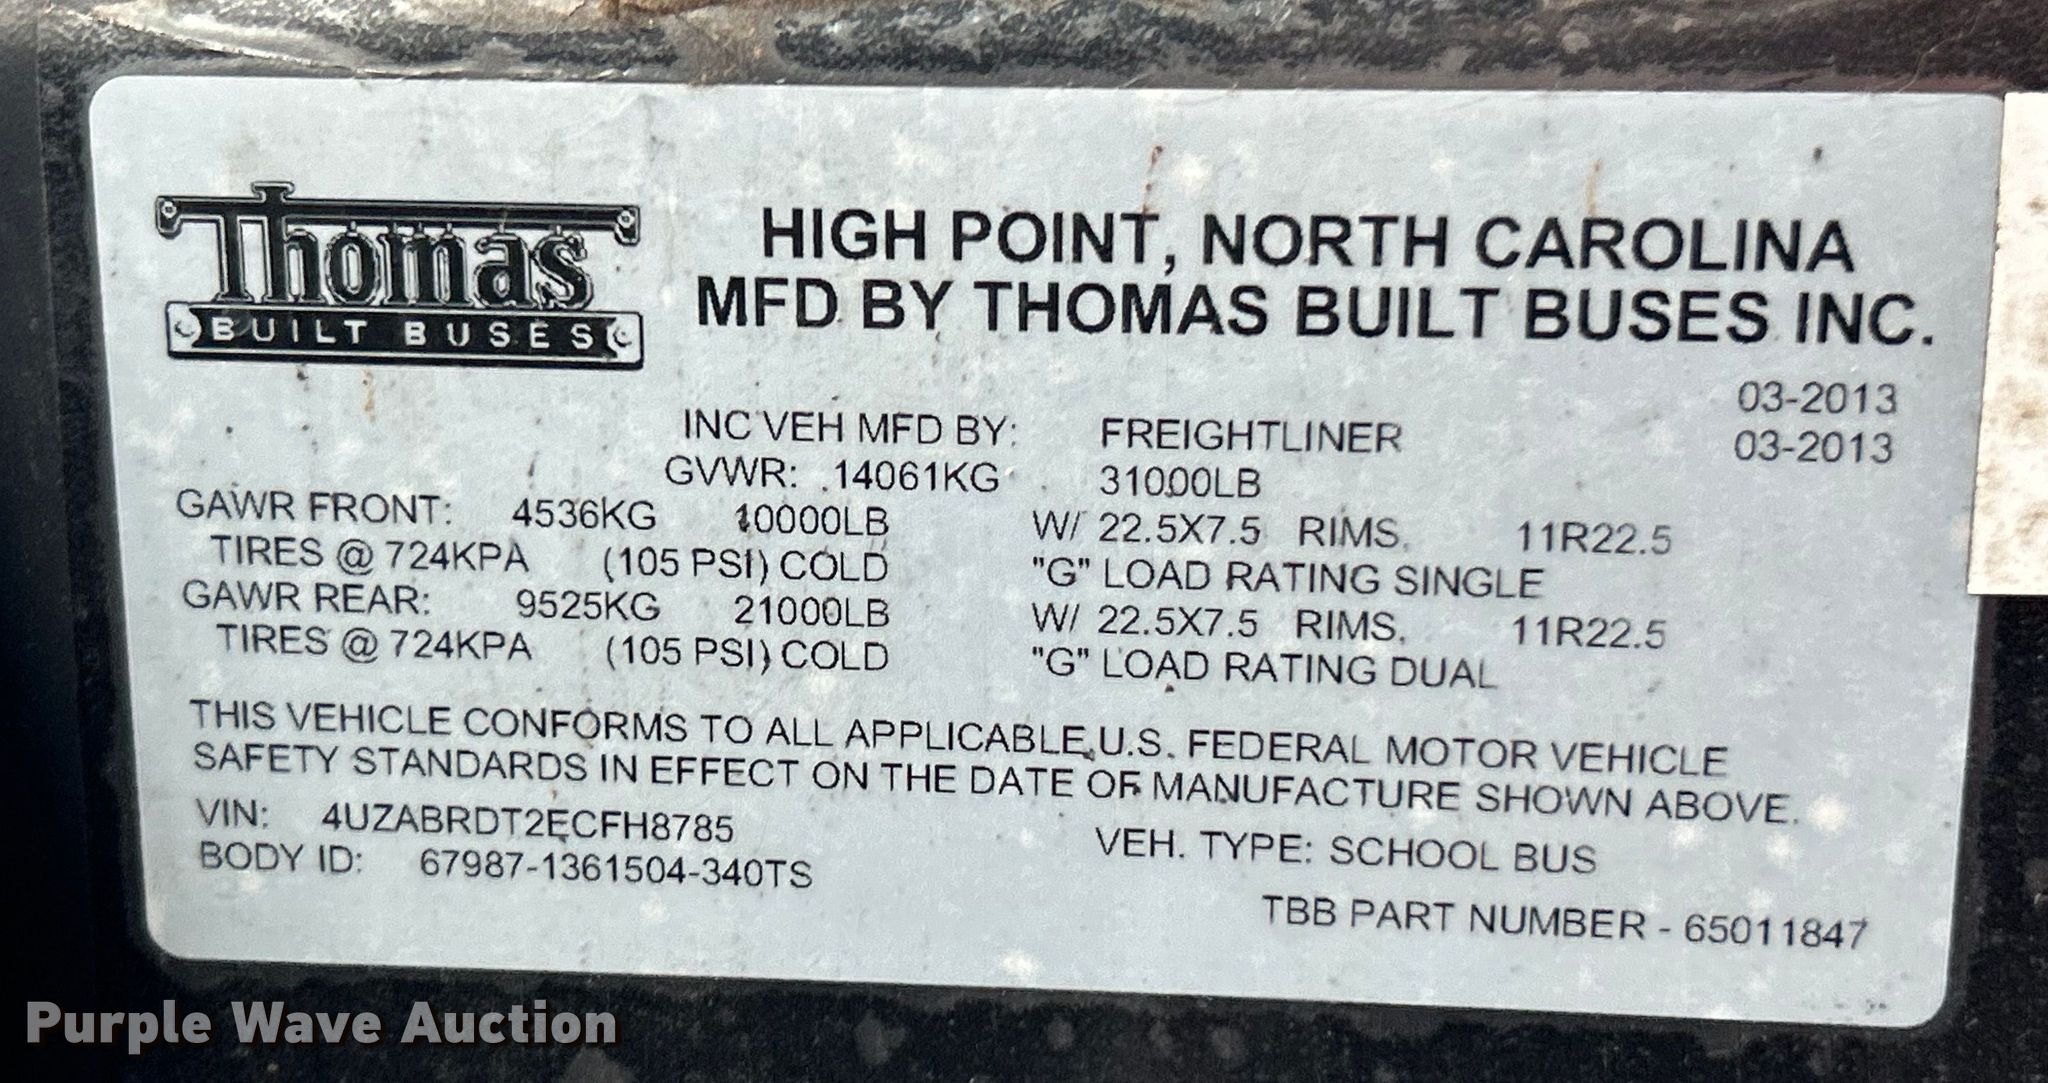 Thomas
BUILT BUSES
HIGH POINT, NORTH CAROLINA
MFD BY THOMAS BUILT BUSES INC.
03-2013
INC VEH MFD BY: FREIGHTLINER 03-2013
GVWR: 14061KG 31000LB
GAWR FRONT: 4536KG 10000LB W/ 22.5X7.5 RIMS. 11R22.5
TIRES @ 724KPA (105 PSI) COLD "G" LOAD RATING SINGLE
GAWR REAR: 9525KG 21000LB W/ 22.5X7.5 RIMS. 11R22.5
TIRES @ 724KPA (105 PSI) COLD "G" LOAD RATING DUAL
THIS VEHICLE CONFORMS TO ALL APPLICABLE U.S. FEDERAL MOTOR VEHICLE
SAFETY STANDARDS IN EFFECT ON THE DATE OF MANUFACTURE SHOWN ABOVE.
VIN: 4UZABRDT2ECFH8785 VEH. TYPE: SCHOOL BUS
BODY ID: 67987-1361504-340TS
TBB PART NUMBER - 65011847
Purple Wave Auction